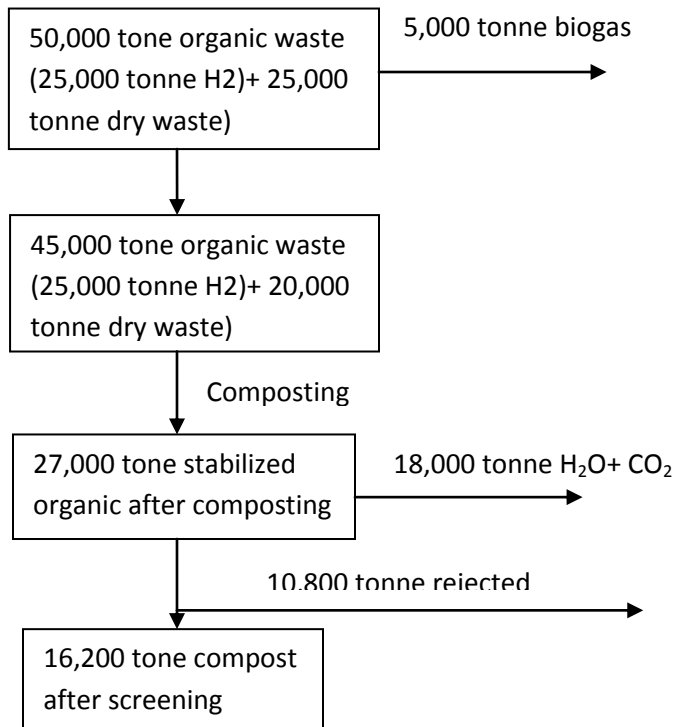 50,000 tone organic waste
(25,000 tonne H2)+ 25,000
tonne dry waste)
5,000 tonne biogas
45,000 tone organic waste
(25,000 tonne H2)+ 20,000
tonne dry waste)
Composting
27,000 tone stabilized
organic after composting
18,000 tonne H₂O+ CO₂
10.800 tonne rejected
16,200 tone compost
after screening